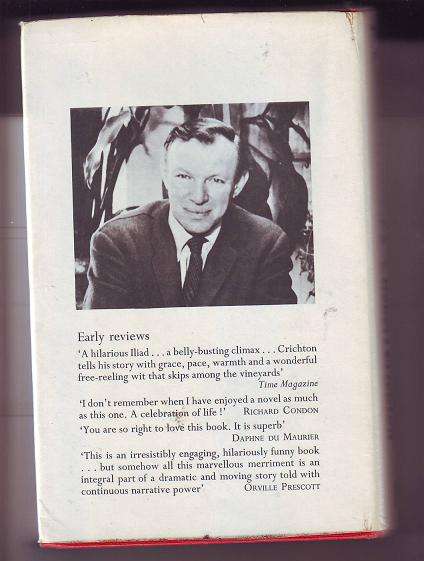 Early reviews
‘A hilarious Iliad . . . a belly-busting climax . . . Crichton
tells his story with grace, pace, warmth and a wonderful
free-reeling wit that skips among the vineyards’
Time Magazine
‘I don't remember when I have enjoyed a novel as much
as this one. A celebration of life !’ RICHARD CONDON
‘You are so right to love this book. It is superb’
DAPHNE DU MAURIER
‘This is an irresistibly engaging, hilariously funny book
. . . but somehow all this marvellous merriment is an
integral part of a dramatic and moving story told with
continuous narrative power’ ORVILLE PRESCOTT